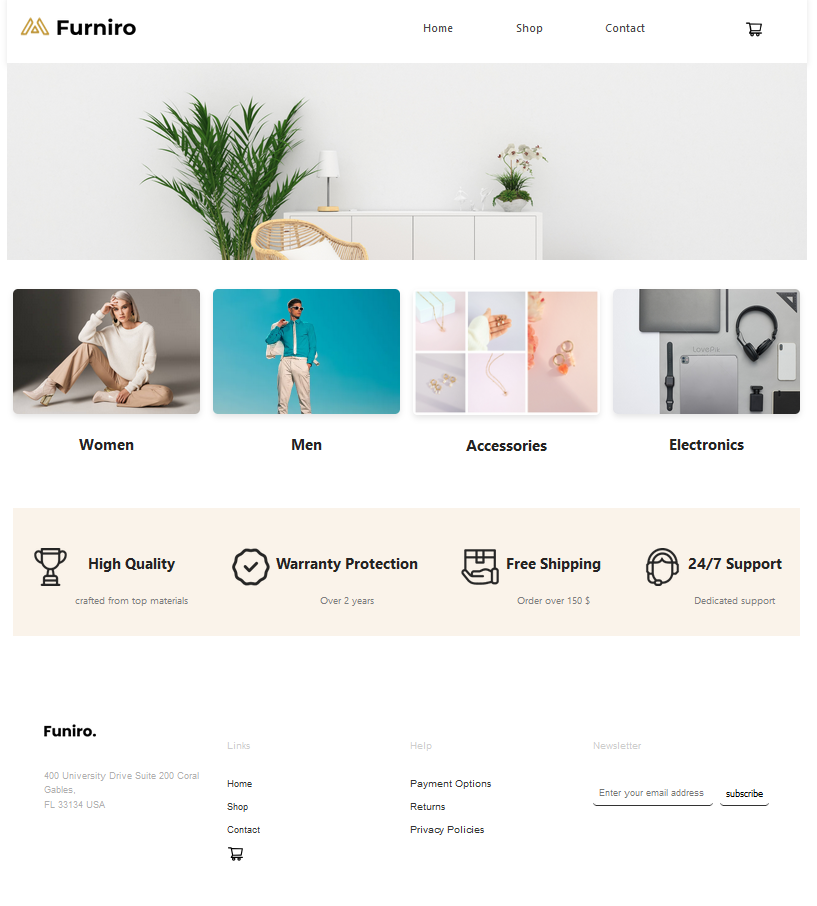 Furniro
Home
Shop
Contact
LovePik
Women
Men
Accessories
Electronics
High Quality
crafted from top materials
Warranty Protection
Over 2 years
Free Shipping
Order over 150 $
24/7 Support
Dedicated support
Funiro.
400 University Drive Suite 200 Coral
Gables,
FL 33134 USA
Links
Home
Shop
Contact
Help
Payment Options
Returns
Privacy Policies
Newsletter
Enter your email address
subscribe